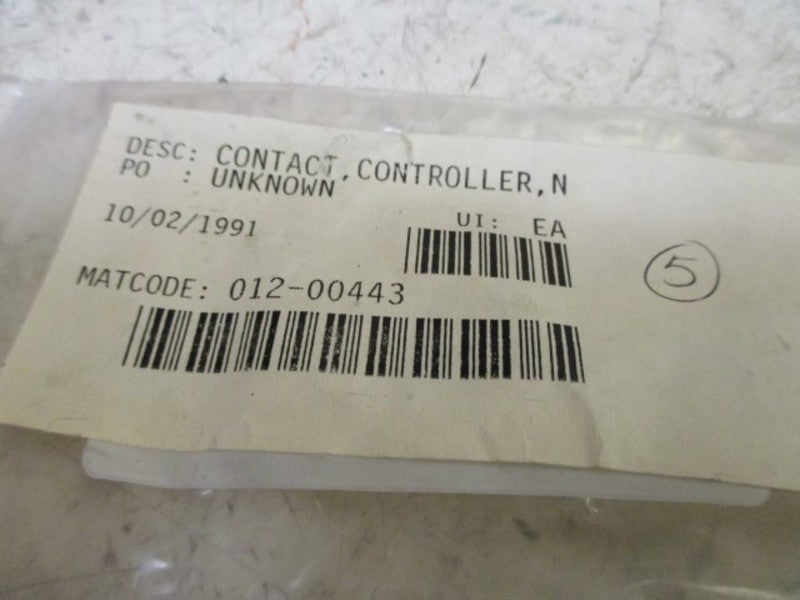 DESC: CONTACT,CONTROLLER,N
PO : UNKNOWN
10/02/1991 UI: EA
5
MATCODE: 012-00443